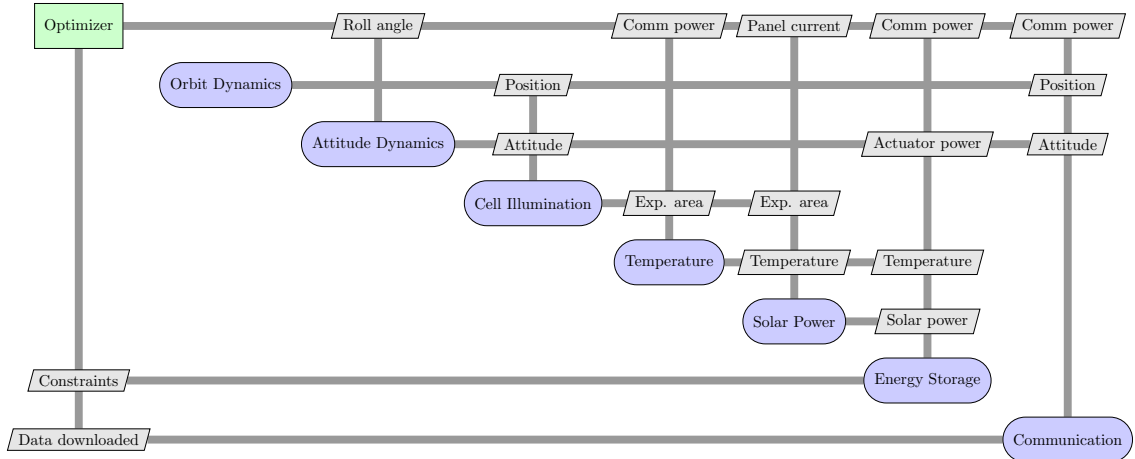 Optimizer
Roll angle
Comm power
Panel current
Comm power
Comm power
Orbit Dynamics
Position
Position
Attitude Dynamics
Attitude
Actuator power
Attitude
Cell Illumination
Exp. area
Exp. area
Temperature
Temperature
Temperature
Solar Power
Solar power
Constraints
Energy Storage
Data downloaded
Communication